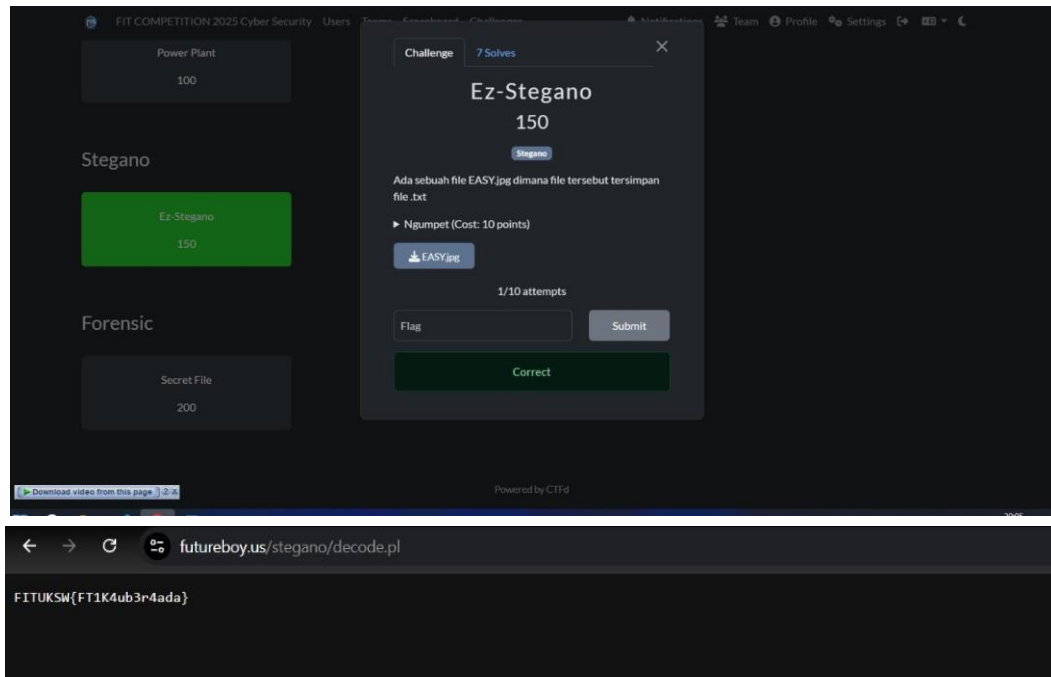 FIT COMPETITION 2025 Cyber Security Users Teams Scoreboard Challenges Notifications Team Profile Settings
Power Plant
100
Challenge 7 Solves
Ez-Stegano
150
Stegano
Ada sebuah file EASY.jpg dimana file tersebut tersimpan
file .txt
▶ Ngumpet (Cost: 10 points)
EASY.jpg
1/10 attempts
Flag Submit
Correct
Stegano
Ez-Stegano
150
Forensic
Secret File
200
Download video from this page
Powered by CTFd
futureboy.us/stegano/decode.pl
FITUKSW{FT1K4ub3r4ada}